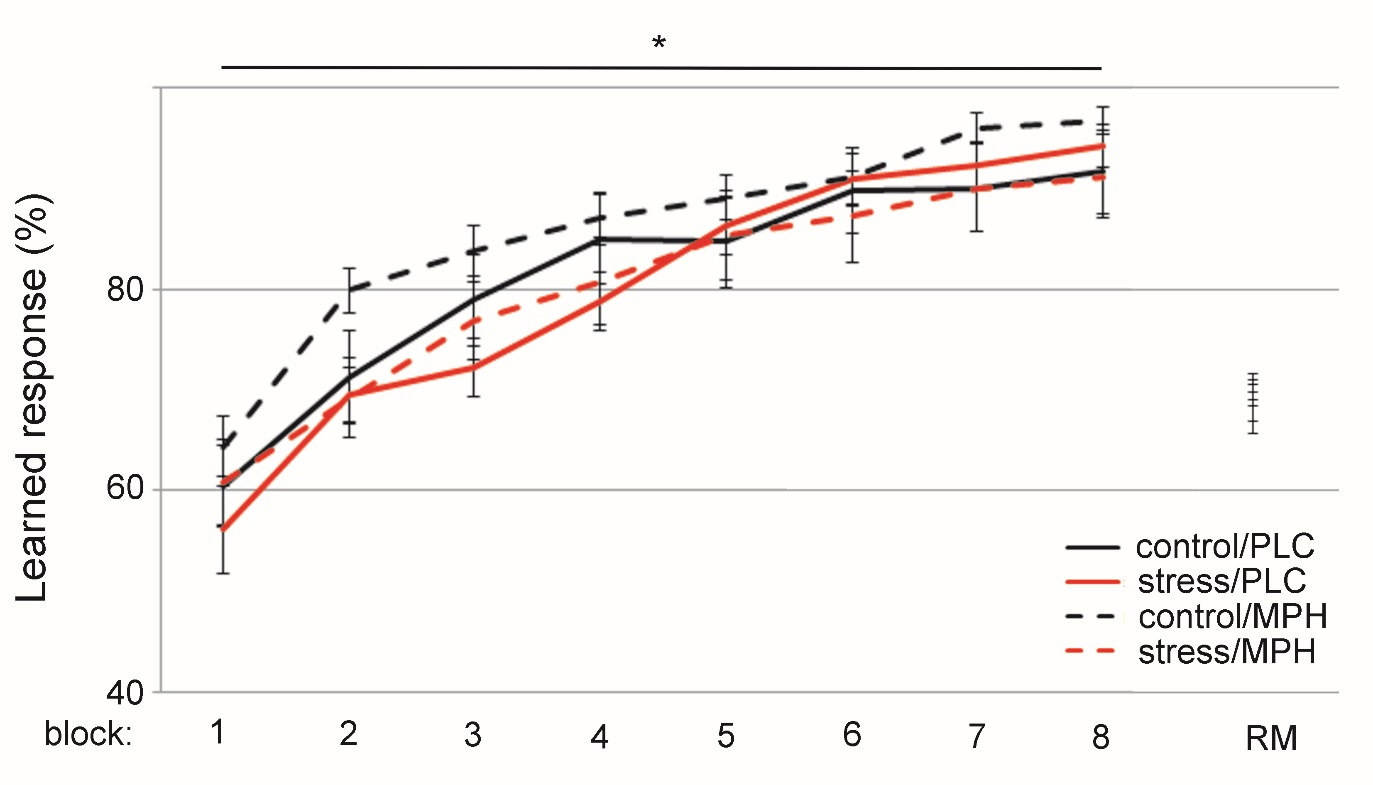 *
Learned response (%)
80
60
40
control/PLC
stress/PLC
control/MPH
stress/MPH
block: 1 2 3 4 5 6 7 8 RM